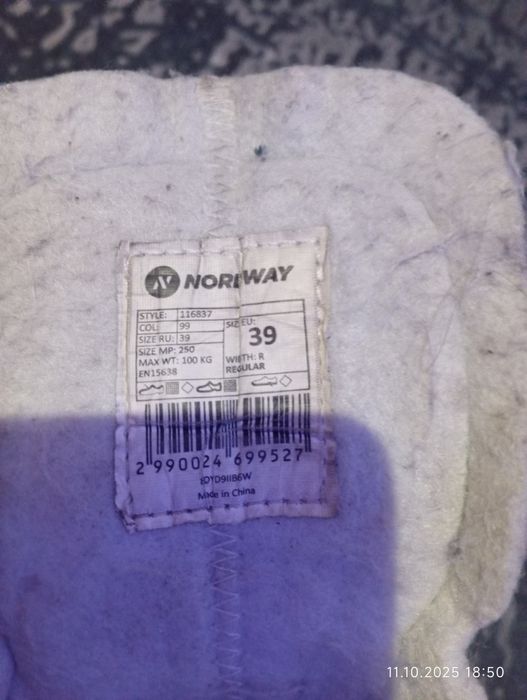 NORDWAY
STYLE: 116837
COL: 99
SIZE RU: 39
SIZE MP: 250
MAX WT: 100 KG
EN15638
SIZE EU:
39
WIDTH: R
REGULAR
2 990024 699527
Made in China
11.10.2025 18:50